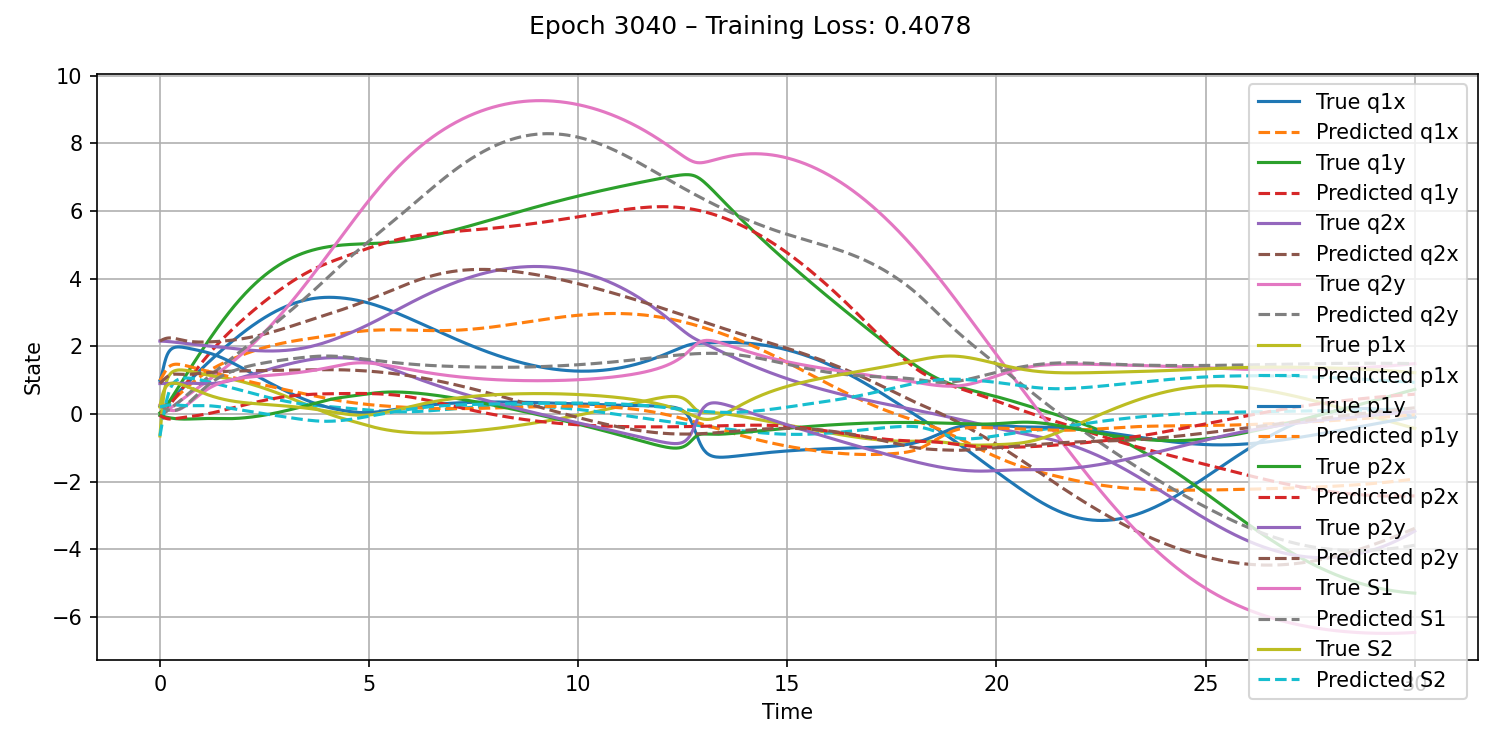 Epoch 3040 – Training Loss: 0.4078
10
8
6
4
2
0
−2
−4
−6
State
0
5
10
15
20
25
30
Time
True q1x
Predicted q1x
True q1y
Predicted q1y
True q2x
Predicted q2x
True q2y
Predicted q2y
True p1x
Predicted p1x
True p1y
Predicted p1y
True p2x
Predicted p2x
True p2y
Predicted p2y
True S1
Predicted S1
True S2
Predicted S2